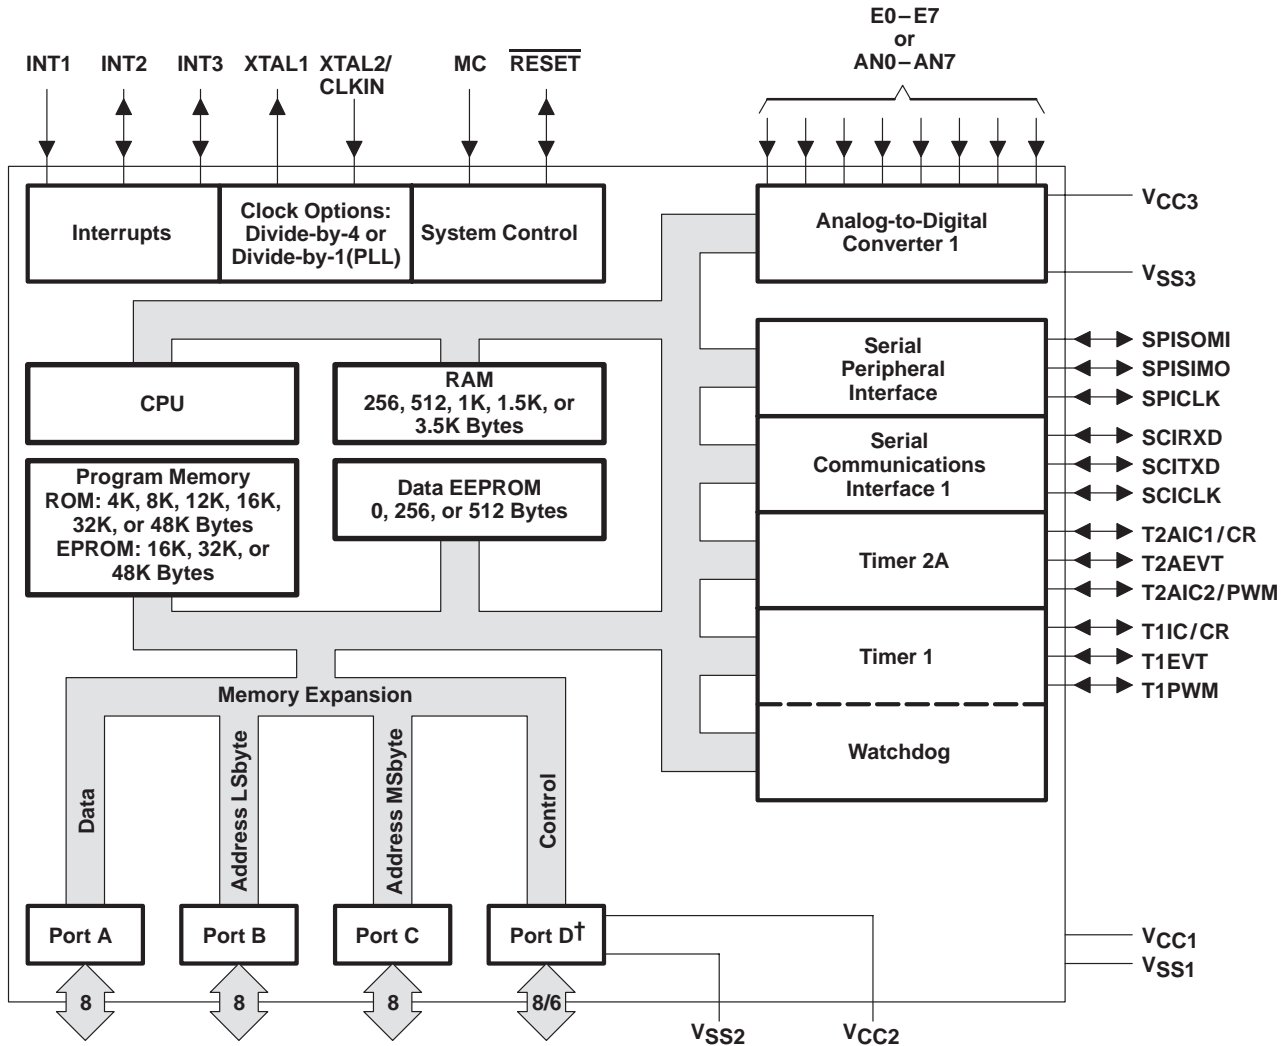 E0–E7
or
AN0–AN7
INT1 INT2 INT3 XTAL1 XTAL2/ MC RESET
CLKIN
Interrupts
Clock Options:
Divide-by-4 or
Divide-by-1(PLL)
System Control
Analog-to-Digital
Converter 1
VCC3
VSS3
CPU
RAM
256, 512, 1K, 1.5K, or
3.5K Bytes
Serial
Peripheral
Interface
SPISOMI
SPISIMO
SPICLK
Program Memory
ROM: 4K, 8K, 12K, 16K,
32K, or 48K Bytes
EPROM: 16K, 32K, or
48K Bytes
Data EEPROM
0, 256, or 512 Bytes
Serial
Communications
Interface 1
SCIRXD
SCITXD
SCICLK
Timer 2A
T2AIC1/CR
T2AEVT
T2AIC2/PWM
Timer 1
T1IC/CR
T1EVT
T1PWM
Watchdog
Memory Expansion
Data
Address LSbyte
Address MSbyte
Control
Port A
Port B
Port C
Port D†
8
8
8
8/6
VSS2
VCC2
VCC1
VSS1